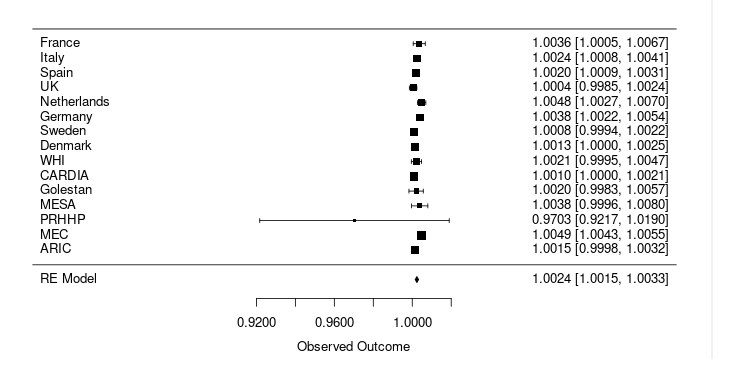 France 1.0036 [1.0005, 1.0067]
Italy 1.0024 [1.0008, 1.0041]
Spain 1.0020 [1.0009, 1.0031]
UK 1.0004 [0.9985, 1.0024]
Netherlands 1.0048 [1.0027, 1.0070]
Germany 1.0038 [1.0022, 1.0054]
Sweden 1.0008 [0.9994, 1.0022]
Denmark 1.0013 [1.0000, 1.0025]
WHI 1.0021 [0.9995, 1.0047]
CARDIA 1.0010 [1.0000, 1.0021]
Golestan 1.0020 [0.9983, 1.0057]
MESA 1.0038 [0.9996, 1.0080]
PRHHP 0.9703 [0.9217, 1.0190]
MEC 1.0049 [1.0043, 1.0055]
ARIC 1.0015 [0.9998, 1.0032]
RE Model 1.0024 [1.0015, 1.0033]
0.9200 0.9600 1.0000
Observed Outcome